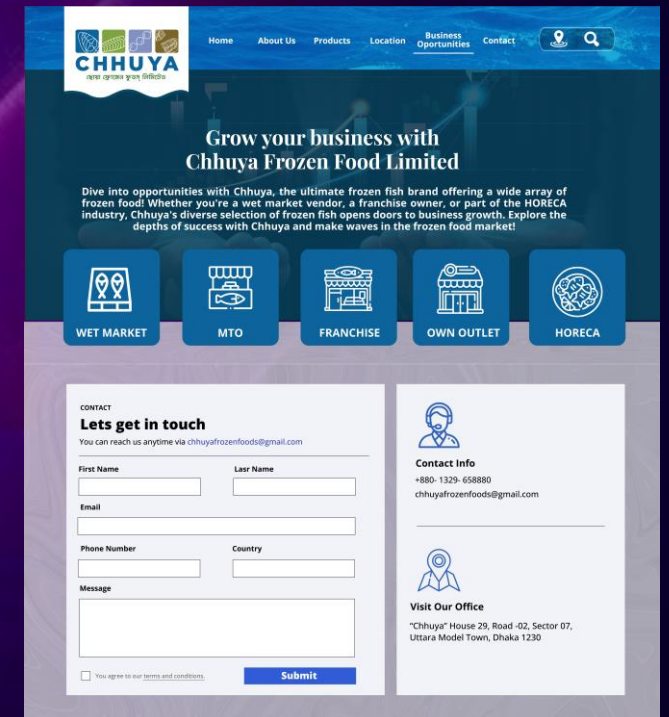 CHHUYA
ছোঁয়া ফ্রোজেন ফুডস্ লিমিটেড
Home
About Us
Products
Location
Business
Oportunities
Contact
Grow your business with
Chhuya Frozen Food Limited
Dive into opportunities with Chhuya, the ultimate frozen fish brand offering a wide array of
frozen food! Whether you're a wet market vendor, a franchise owner, or part of the HORECA
industry, Chhuya's diverse selection of frozen fish opens doors to business growth. Explore the
depths of success with Chhuya and make waves in the frozen food market!
WET MARKET
MTO
FRANCHISE
OWN OUTLET
HORECA
CONTACT
Lets get in touch
You can reach us anytime via chhuyafrozenfoods@gmail.com
First Name
Lasr Name
Email
Phone Number
Country
Message
You agree to our terms and conditions.
Submit
Contact Info
+880- 1329- 658880
chhuyafrozenfoods@gmail.com
Visit Our Office
"Chhuya" House 29, Road -02, Sector 07,
Uttara Model Town, Dhaka 1230